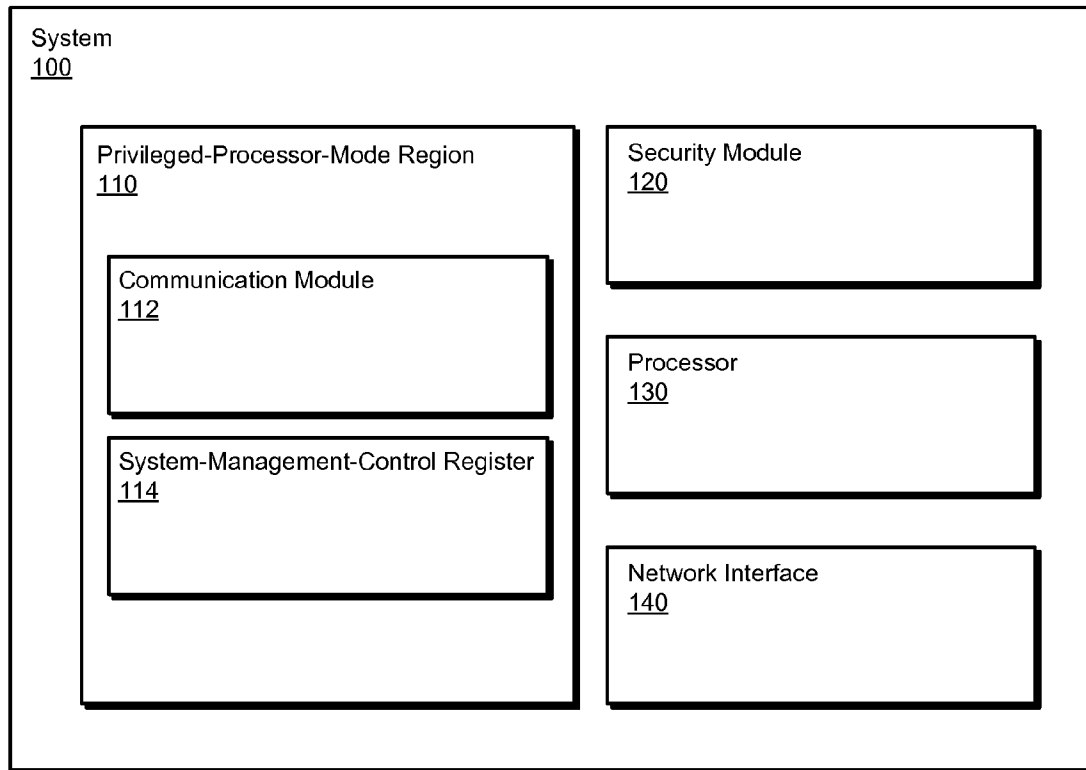 System
100
Privileged-Processor-Mode Region
110
Communication Module
112
System-Management-Control Register
114
Security Module
120
Processor
130
Network Interface
140